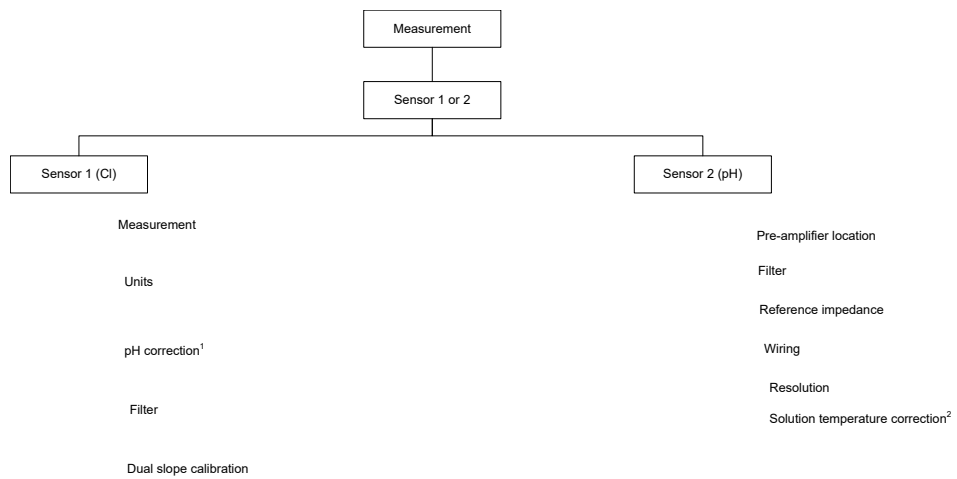 Measurement
Sensor 1 or 2
Sensor 1 (Cl)
Sensor 2 (pH)
Measurement
Units
pH correction¹
Filter
Dual slope calibration
Pre-amplifier location
Filter
Reference impedance
Wiring
Resolution
Solution temperature correction²